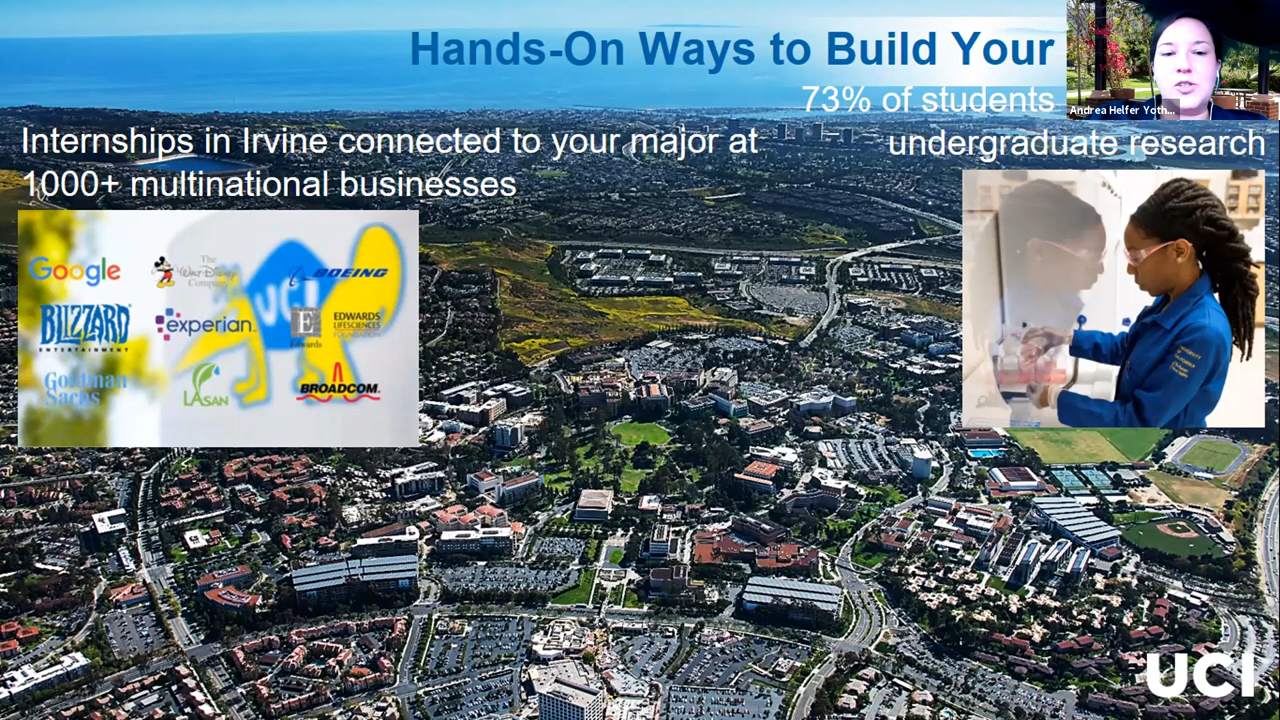 Hands-On Ways to Build Your
73% of students
undergraduate research
Andrea Helfer Yoth...
Internships in Irvine connected to your major at
1000+ multinational businesses
Google
The
Walt Disney
Company
BOEING
UCI
BLIZZARD
ENTERTAINMENT
experian
E
Edwards
EDWARDS
LIFESCIENCES
FOUNDATION
Goldman
Sachs
LASAN
BROADCOM
UCI